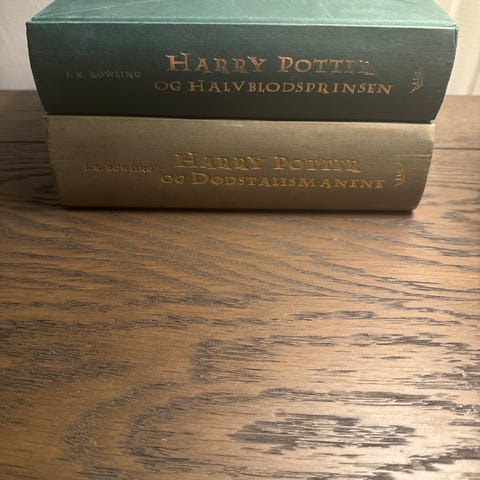 J. K. ROWLING
HARRY POTTER
OG HALVBLODSPRINSEN
J. K. ROWLING
HARRY POTTER
OG DØDSTALISMANENE